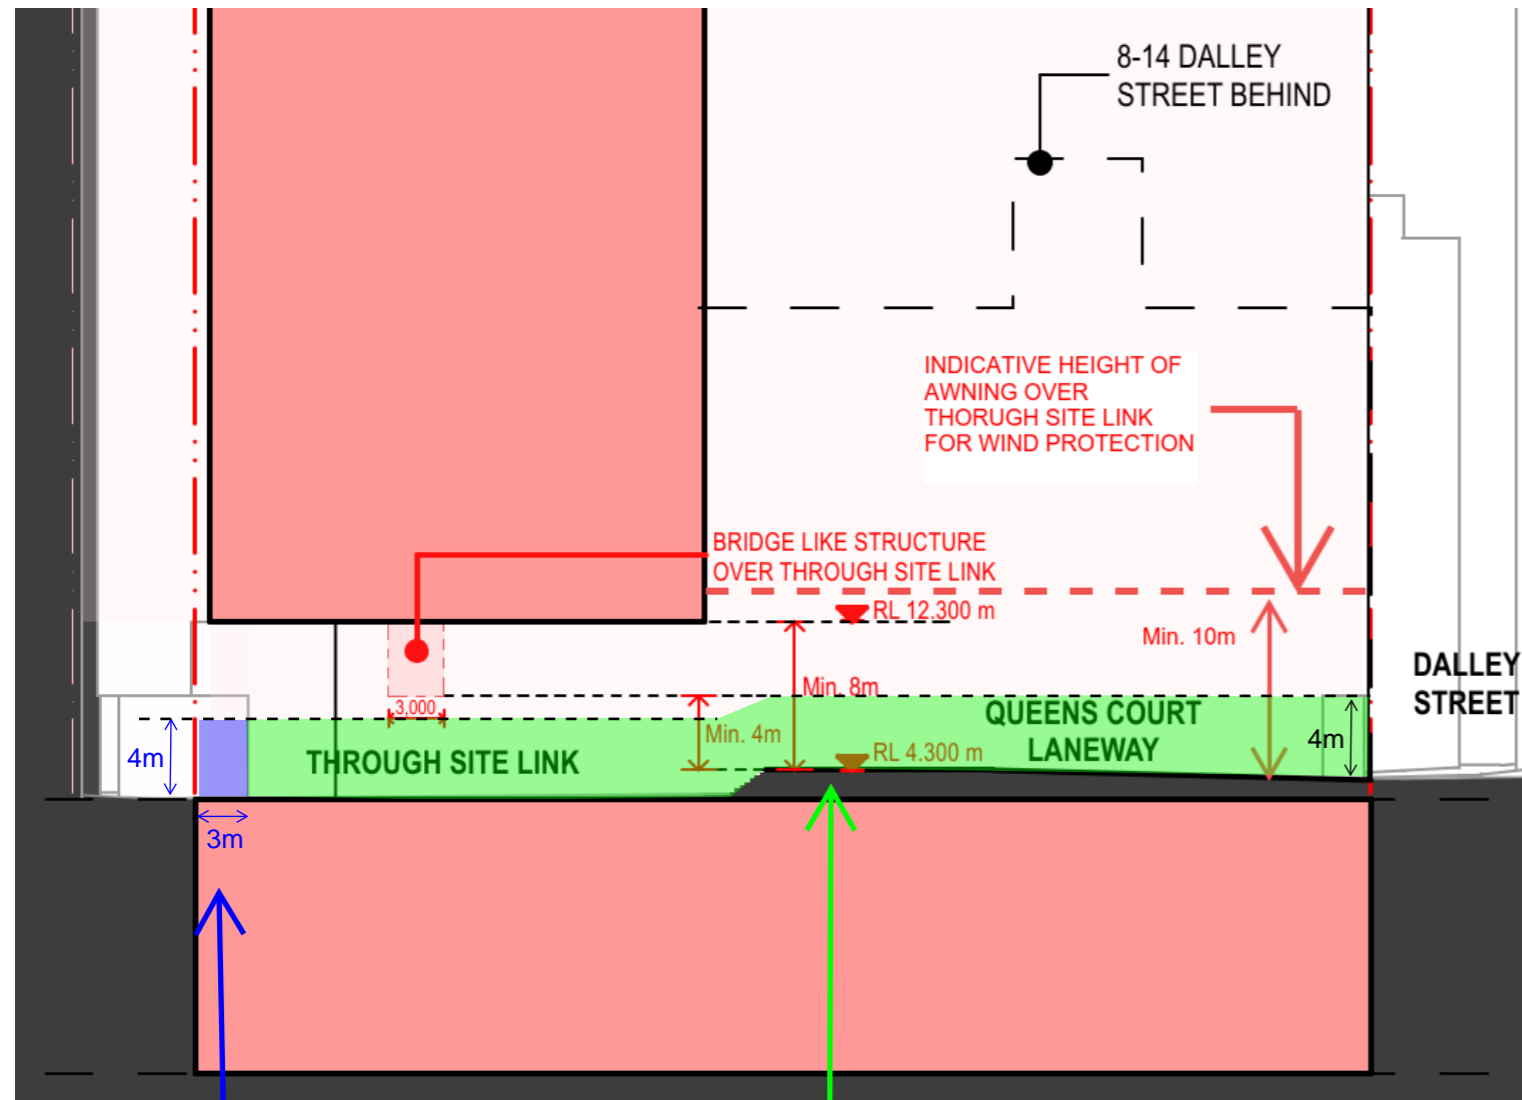 8-14 DALLEY
STREET BEHIND
INDICATIVE HEIGHT OF
AWNING OVER
THORUGH SITE LINK
FOR WIND PROTECTION
BRIDGE LIKE STRUCTURE
OVER THROUGH SITE LINK
RL 12.300 m
Min. 10m
DALLEY
STREET
Min. 8m
3,000
QUEENS COURT
LANEWAY
Min. 4m
RL 4.300 m
4m
4m
THROUGH SITE LINK
3m